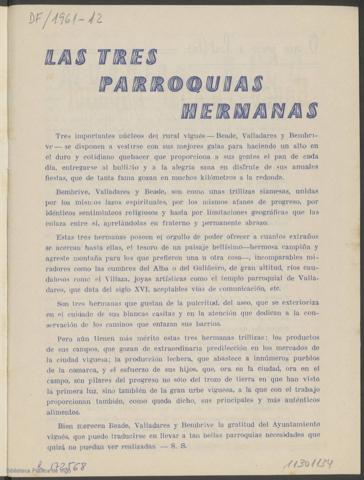 DF/1961-12
LAS TRES
PARROQUIAS
HERMANAS
Tres importantes núcleos del rural vigués — Beade, Valladares y Bembri-
ve — se disponen a vestirse con sus mejores galas para haciendo un alto en
el duro y cotidiano quehacer que proporciona a sus gentes el pan de cada
día, entregarse al bullicio y a la alegría sana en disfrute de sus anuales
fiestas, que de tanta fama gozan en muchos kilómetros a la redonda.
Bembrive, Valladares y Beade, son como unas trillizas siamesas, unidas
por los mismos lazos espirituales, por los mismos afanes de progreso, por
idénticos sentimientos religiosos y hasta por limitaciones geográficas que las
enlaza entre sí, apretándolas en fraterno y permanente abrazo.
Estas tres hermanas poseen el orgullo de poder ofrecer a cuantos extraños
se acercan hasta ellas, el tesoro de un paisaje bellísimo—hermosa campiña y
agreste montaña para los que prefieren una u otra cosa—, incomparables mi-
radores como las cumbres del Alba o del Galiñeiro, de gran altitud, ríos cau-
dalosos como el Villaza, joyas artísticas como el templo parroquial de Valla-
dares, que data del siglo XVI, aceptables vías de comunicación, etc.
Son tres hermanas que gustan de la pulcritud, del aseo, que se exterioriza
en el cuidado de sus blancas casitas y en la atención que dedican a la con-
servación de los caminos que enlazan sus barrios.
Pero aún tienen más mérito estas tres hermanas trillizas; los productos
de sus campos, que gozan de extraordinaria predilección en los mercados de
la ciudad viguesa; la producción lechera, que abastece a innúmeros pueblos
de la comarca, y el esfuerzo de sus hijos, que, ora en la ciudad, ora en el
campo, son pilares del progreso no sólo del trozo de tierra en que han visto
la primera luz, sino también de la gran urbe viguesa, a la que con el trabajo
proporcionan también, como queda dicho, sus principales y más auténticos
alimentos.
Bien merecen Beade, Valladares y Bembrive la gratitud del Ayuntamiento
vigués, que puede traducirse en llevar a tan bellas parroquias necesidades que
quizá no puedan ver realizadas. — S. S.